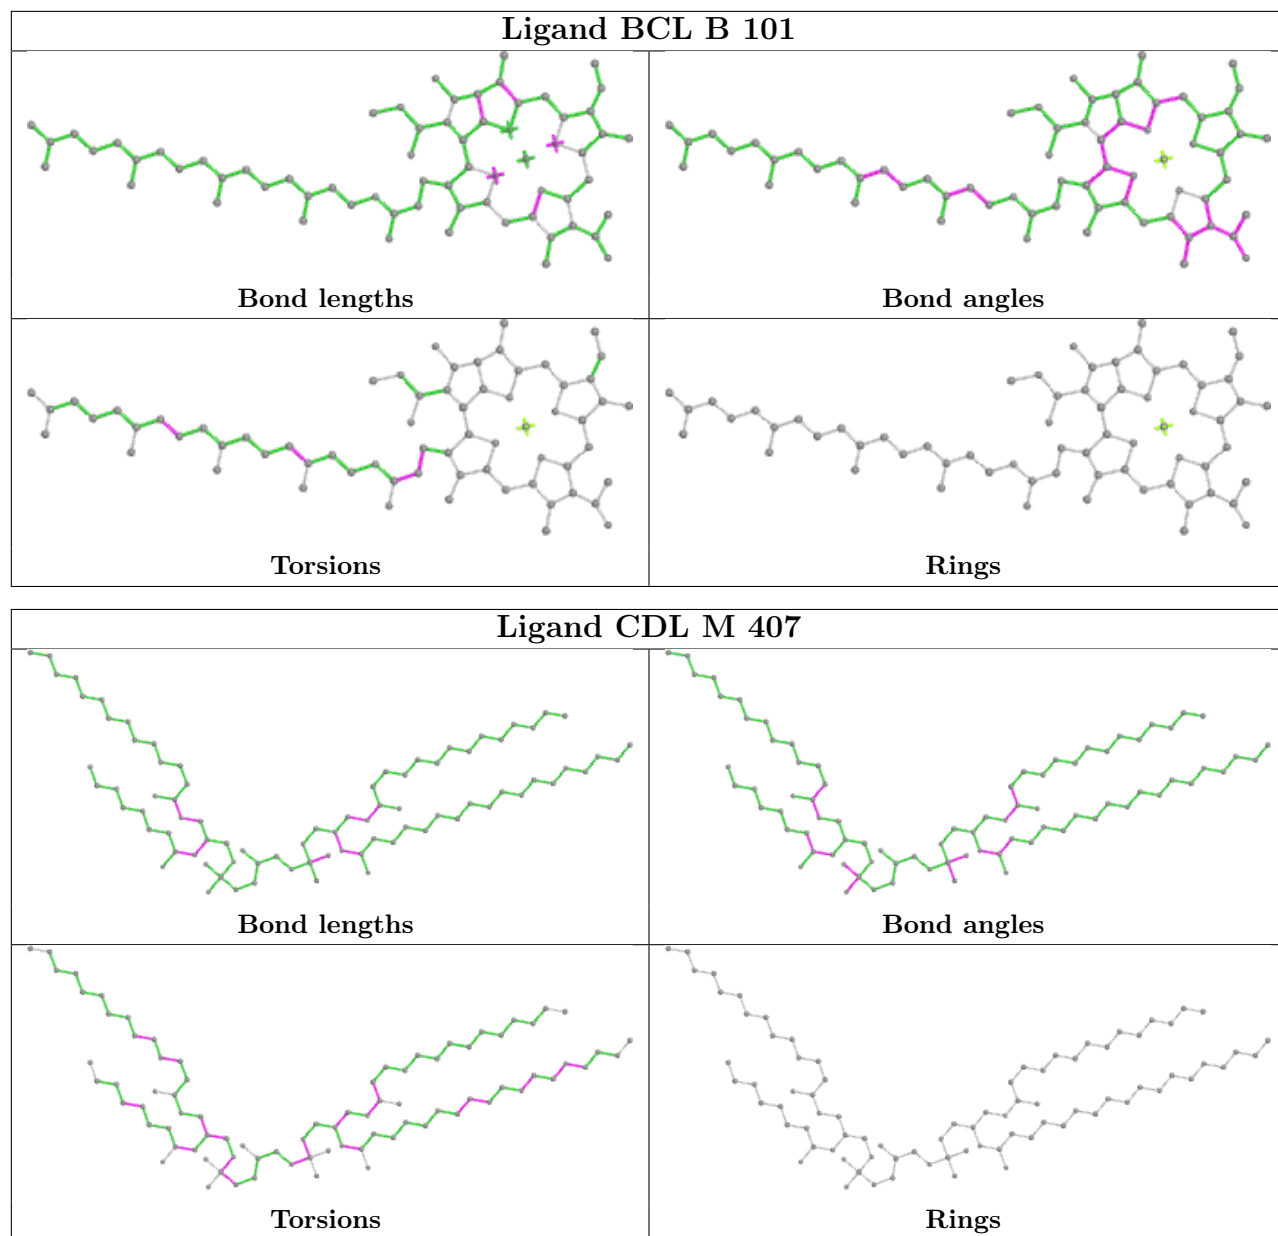 Ligand BCL B 101
Bond lengths
Bond angles
Torsions
Rings
Ligand CDL M 407
Bond lengths
Bond angles
Torsions
Rings